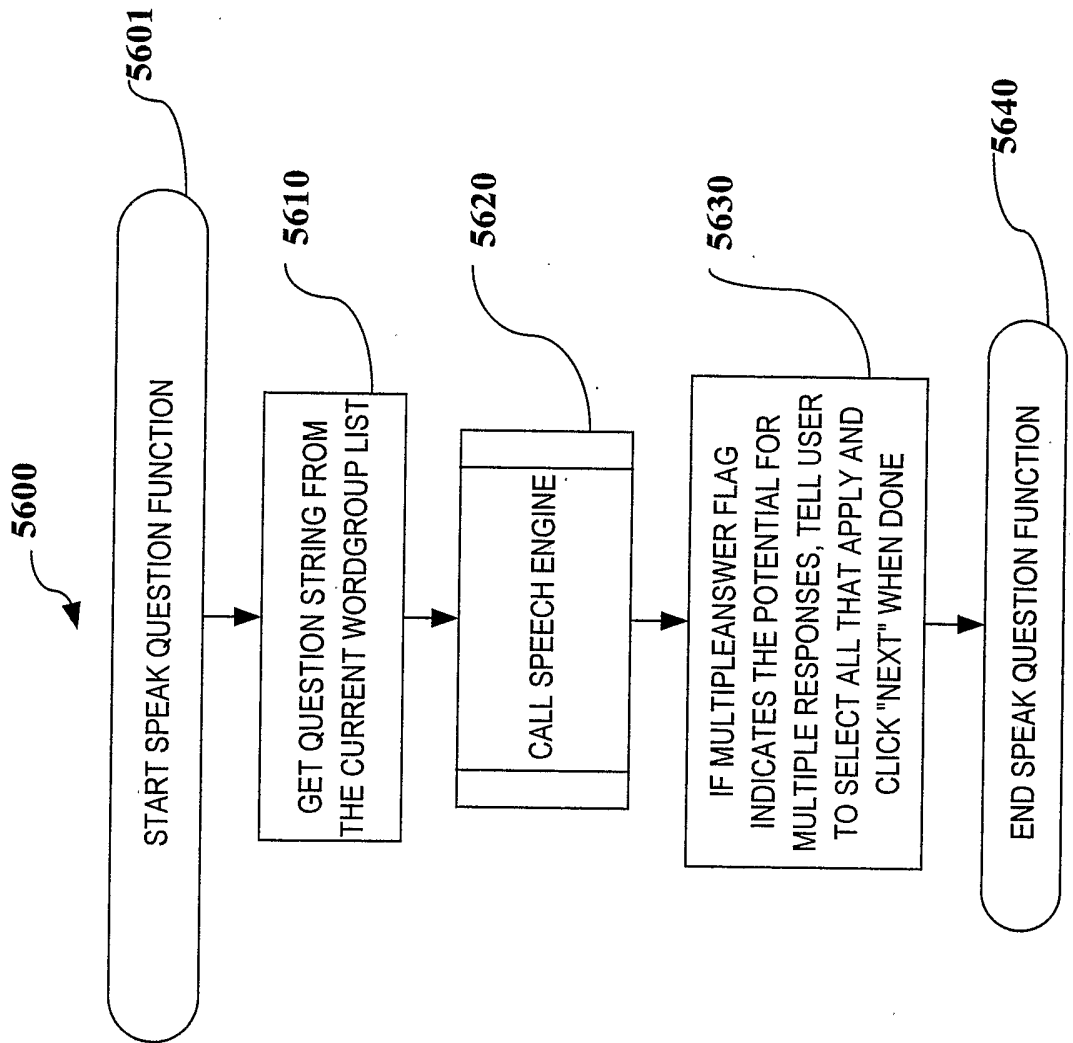 5600
START SPEAK QUESTION FUNCTION
5601
GET QUESTION STRING FROM
THE CURRENT WORDGROUP LIST
5610
CALL SPEECH ENGINE
5620
IF MULTIPLEANSWER FLAG
INDICATES THE POTENTIAL FOR
MULTIPLE RESPONSES, TELL USER
TO SELECT ALL THAT APPLY AND
CLICK "NEXT" WHEN DONE
5630
END SPEAK QUESTION FUNCTION
5640